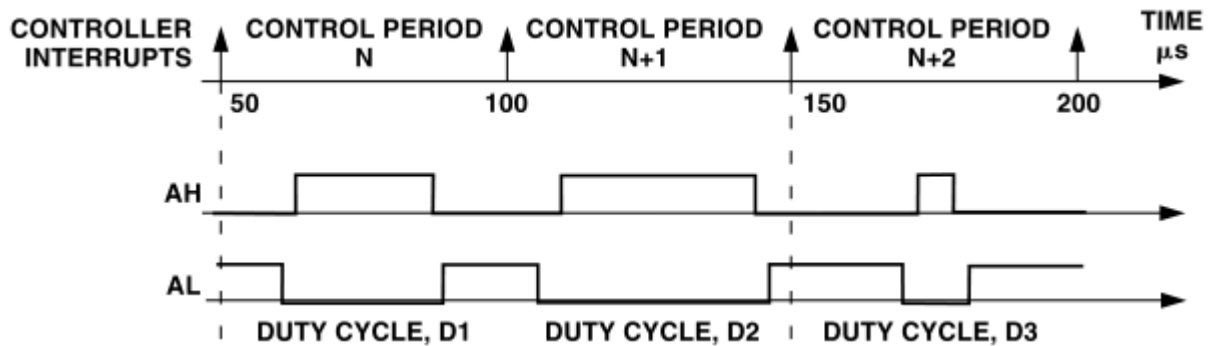 CONTROLLER INTERRUPTS
CONTROL PERIOD N
CONTROL PERIOD N+1
CONTROL PERIOD N+2
TIME μs
50
100
150
200
AH
AL
DUTY CYCLE, D1
DUTY CYCLE, D2
DUTY CYCLE, D3